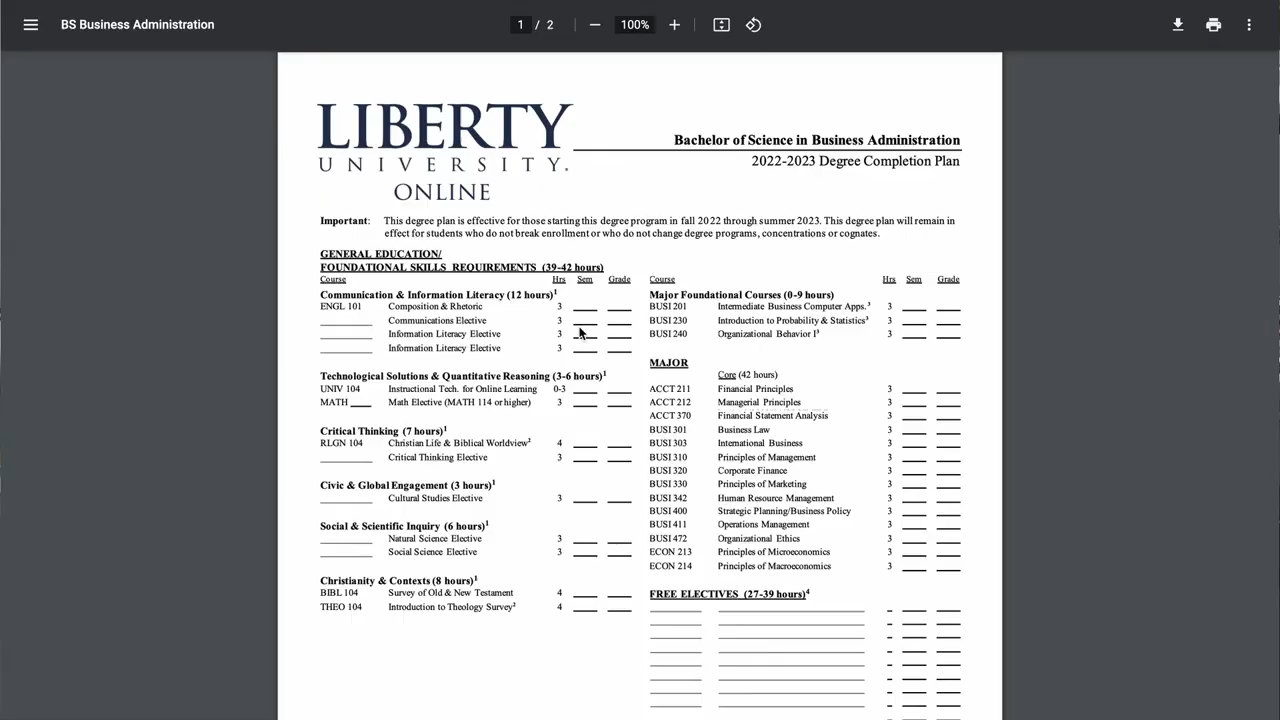 BS Business Administration
1 / 2
100%
LIBERTY
UNIVERSITY.
ONLINE
Bachelor of Science in Business Administration
2022-2023 Degree Completion Plan
Important: This degree plan is effective for those starting this degree program in fall 2022 through summer 2023. This degree plan will remain in
effect for students who do not break enrollment or who do not change degree programs, concentrations or cognates.
GENERAL EDUCATION/
FOUNDATIONAL SKILLS REQUIREMENTS (39-42 hours)
Course Hrs Sem Grade
Communication & Information Literacy (12 hours)¹
ENGL 101 Composition & Rhetoric 3
Communications Elective 3
Information Literacy Elective 3
Information Literacy Elective 3
Technological Solutions & Quantitative Reasoning (3-6 hours)¹
UNIV 104 Instructional Tech. for Online Learning 0-3
MATH ____ Math Elective (MATH 114 or higher) 3
Critical Thinking (7 hours)¹
RLGN 104 Christian Life & Biblical Worldview² 4
Critical Thinking Elective 3
Civic & Global Engagement (3 hours)¹
Cultural Studies Elective 3
Social & Scientific Inquiry (6 hours)¹
Natural Science Elective 3
Social Science Elective 3
Christianity & Contexts (8 hours)¹
BIBL 104 Survey of Old & New Testament 4
THEO 104 Introduction to Theology Survey² 4
Course Hrs Sem Grade
Major Foundational Courses (0-9 hours)
BUSI 201 Intermediate Business Computer Apps.³ 3
BUSI 230 Introduction to Probability & Statistics³ 3
BUSI 240 Organizational Behavior I³ 3
MAJOR
Core (42 hours)
ACCT 211 Financial Principles 3
ACCT 212 Managerial Principles 3
ACCT 370 Financial Statement Analysis 3
BUSI 301 Business Law 3
BUSI 303 International Business 3
BUSI 310 Principles of Management 3
BUSI 320 Corporate Finance 3
BUSI 330 Principles of Marketing 3
BUSI 342 Human Resource Management 3
BUSI 400 Strategic Planning/Business Policy 3
BUSI 411 Operations Management 3
BUSI 472 Organizational Ethics 3
ECON 213 Principles of Microeconomics 3
ECON 214 Principles of Macroeconomics 3
FREE ELECTIVES (27-39 hours)⁴